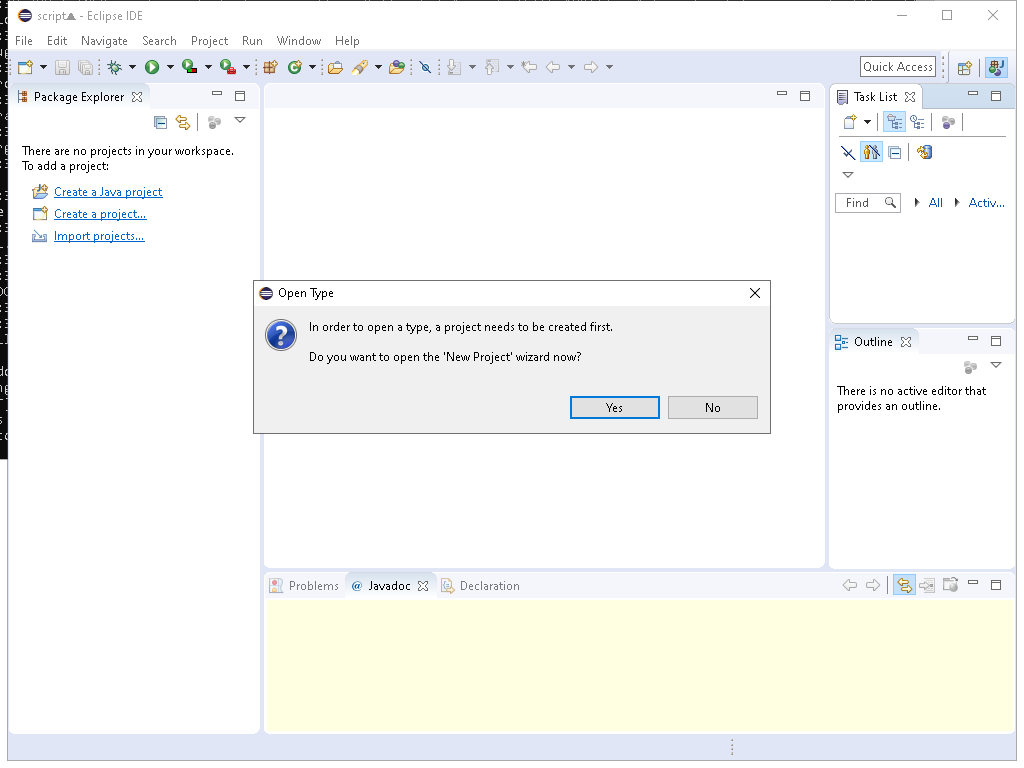 script▲ - Eclipse IDE
File Edit Navigate Search Project Run Window Help
Quick Access
Package Explorer
Task List
There are no projects in your workspace.
To add a project:
Create a Java project
Create a project...
Import projects...
Find
All
Activ...
Open Type
In order to open a type, a project needs to be created first.
Do you want to open the 'New Project' wizard now?
Yes
No
Outline
There is no active editor that
provides an outline.
Problems
@ Javadoc
Declaration